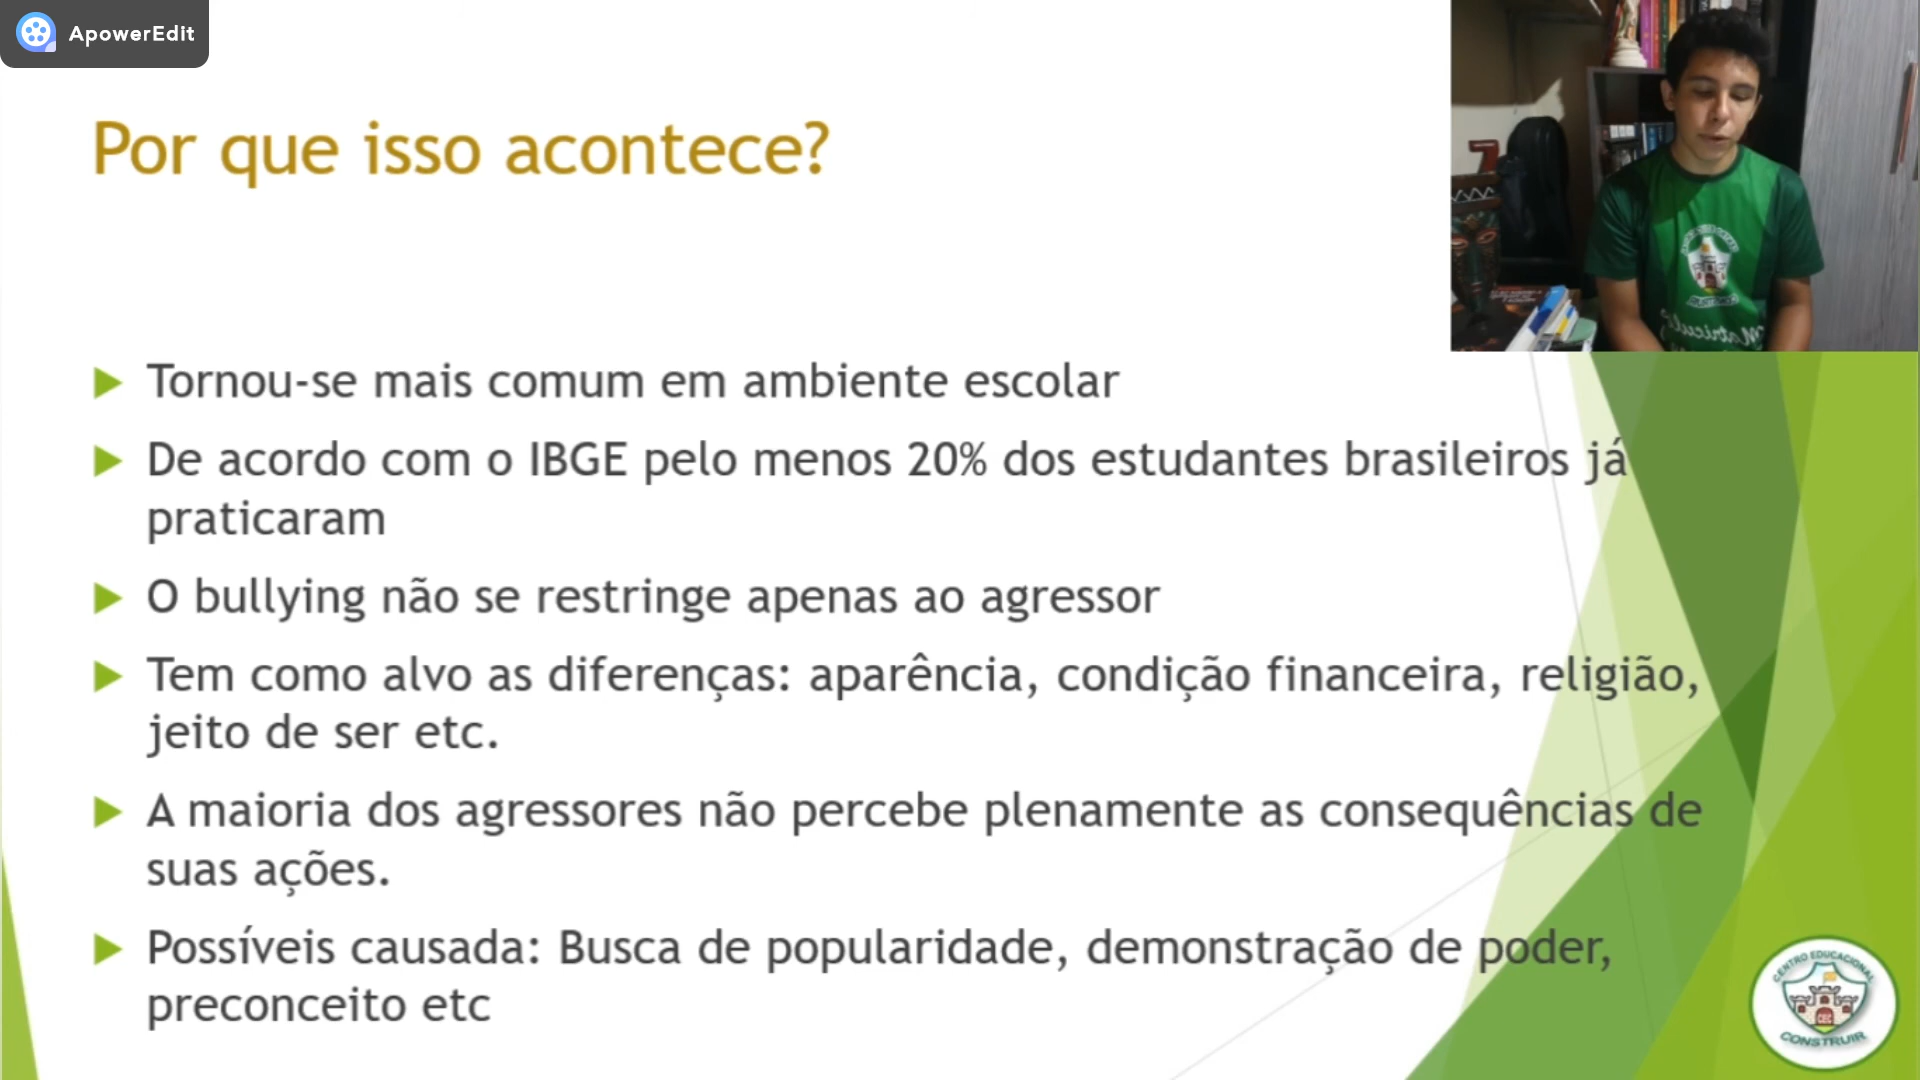 ApowerEdit
Por que isso acontece?
Tornou-se mais comum em ambiente escolar
De acordo com o IBGE pelo menos 20% dos estudantes brasileiros já
praticaram
O bullying não se restringe apenas ao agressor
Tem como alvo as diferenças: aparência, condição financeira, religião,
jeito de ser etc.
A maioria dos agressores não percebe plenamente as consequências de
suas ações.
Possíveis causada: Busca de popularidade, demonstração de poder,
preconceito etc
CENTRO EDUCACIONAL
CEC
CONSTRUIR